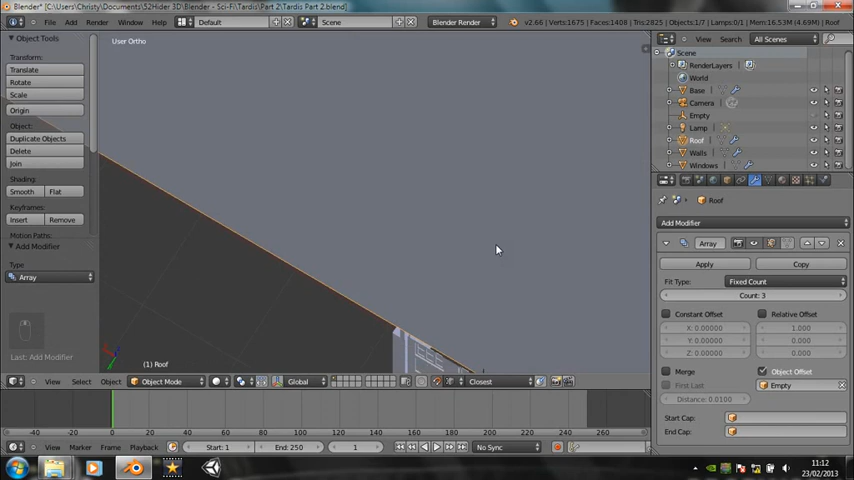 Blender* [C:\Users\Christy\Documents\52Hider 3D\Blender - Sci-Fi\Tardis Part 2\Tardis Part 2.blend]
File Add Render Window Help Default Scene Blender Render v2.66 | Verts:1675 | Faces:1408 | Tris:2825 | Objects:1/7 | Lamps:0/1 | Mem:16.53M (4.69M) | Roof
Object Tools
Transform:
Translate
Rotate
Scale
Origin
Object:
Duplicate Objects
Delete
Join
Shading:
Smooth Flat
Keyframes:
Insert Remove
Motion Paths:
Add Modifier
Type
Array
Last: Add Modifier
User Ortho
(1) Roof
View Select Object Object Mode Global Closest
View Search All Scenes
Scene
RenderLayers
World
Base
Camera
Empty
Lamp
Roof
Walls
Windows
Roof
Add Modifier
Array
Apply Copy
Fit Type: Fixed Count
Count: 3
Constant Offset Relative Offset
X: 0.00000 1.000
Y: 0.00000 0.000
Z: 0.00000 0.000
Merge Object Offset
First Last Empty
Distance: 0.0100
Start Cap:
End Cap:
-40 -20 0 20 40 60 80 100 120 140 160 180 200 220 240 260
View Marker Frame Playback Start: 1 End: 250 1 No Sync
11:12
23/02/2013